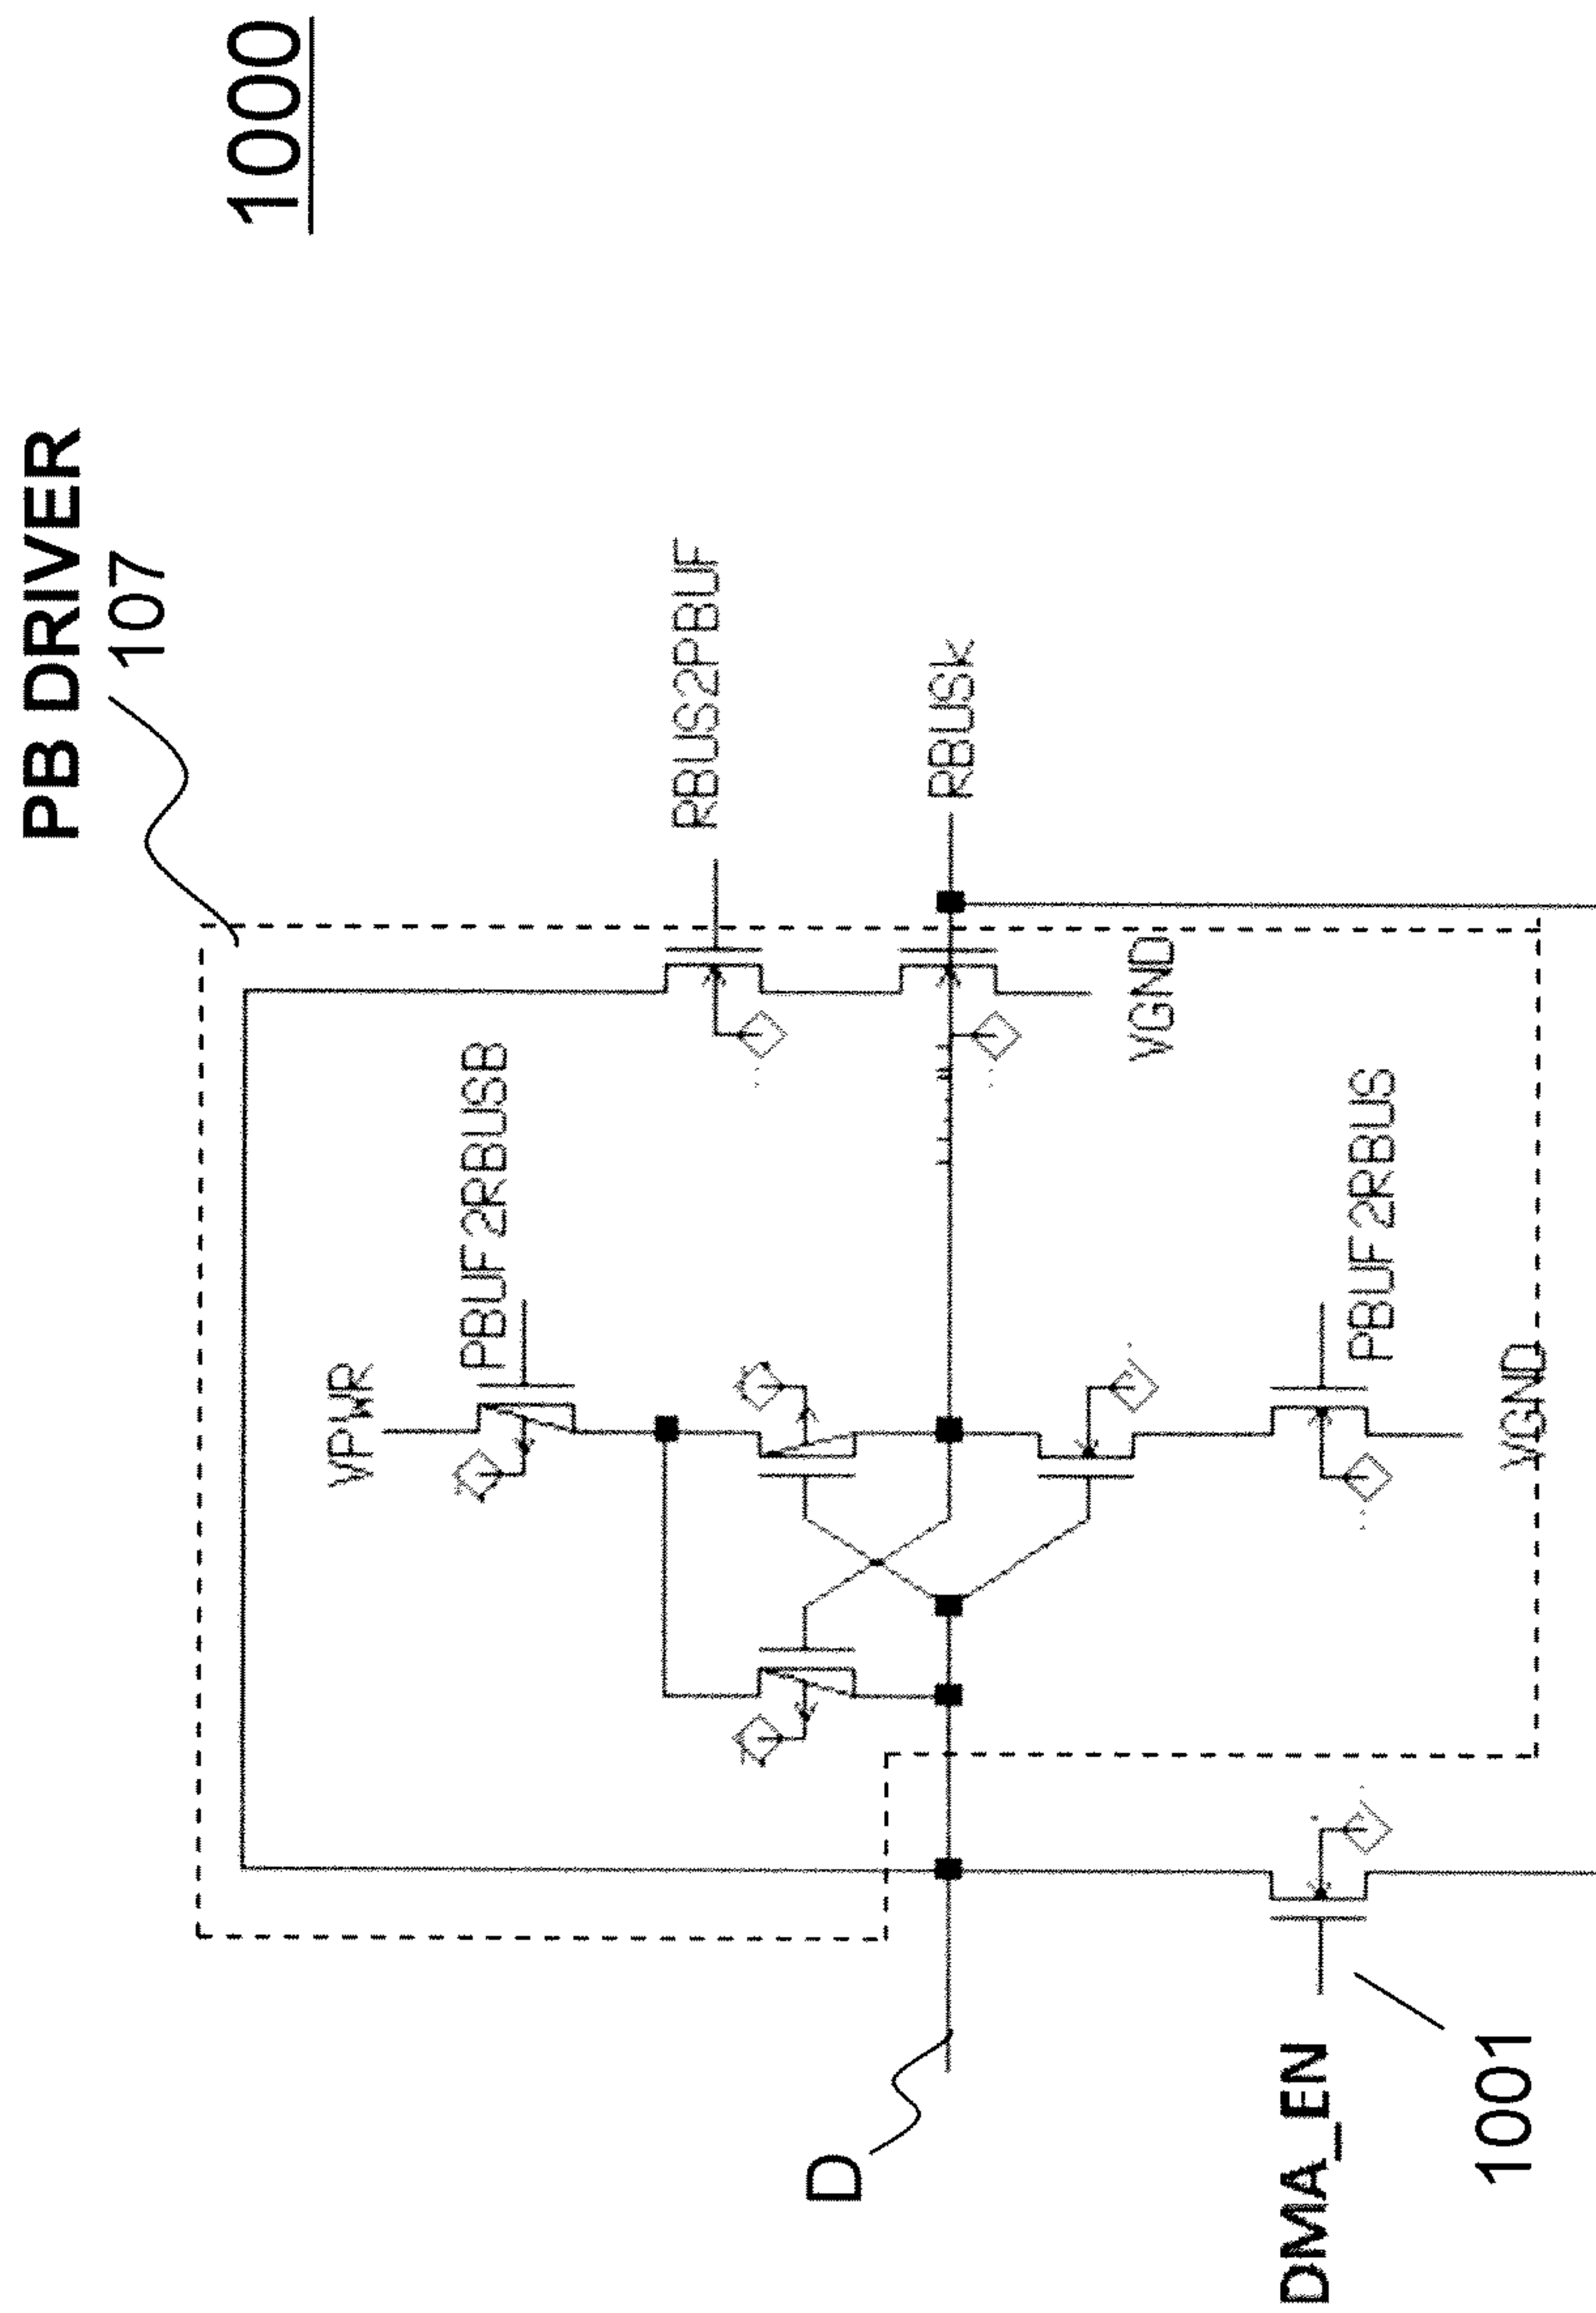 1000
PB DRIVER
107
RBUS2PBUF
RBUSk
VGND
PBUF2RBUSB
VPWR
PBUF2RBUS
VGND
D
DMA_EN
1001